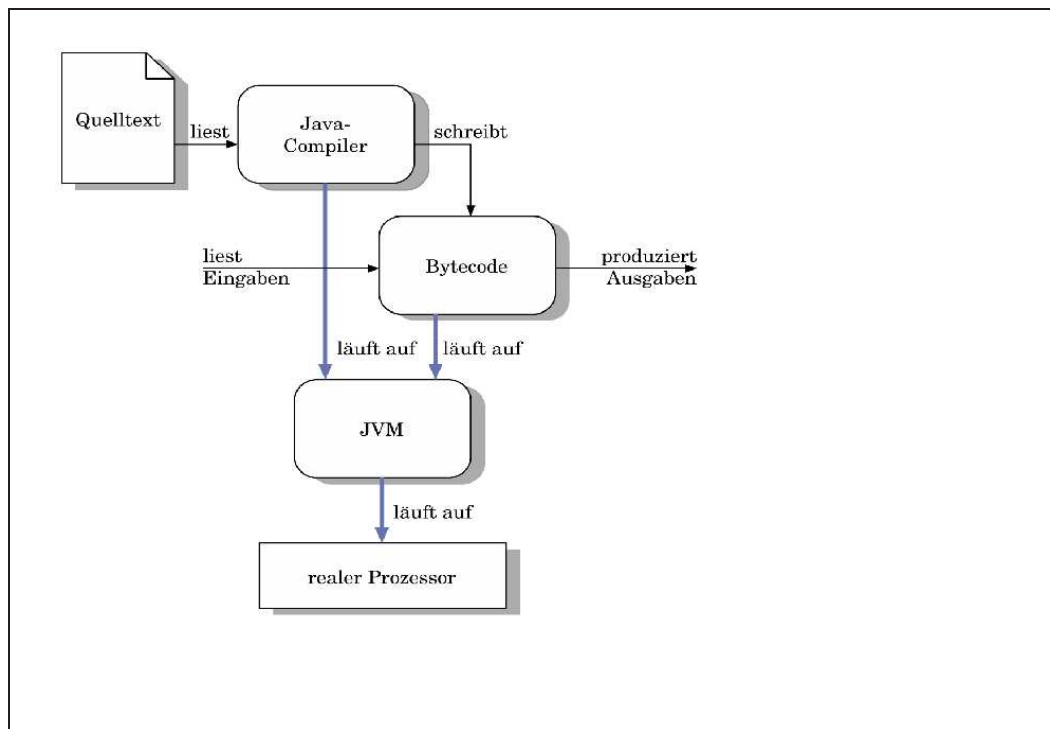 Quelltext
liest
Java-
Compiler
schreibt
liest
Eingaben
Bytecode
produziert
Ausgaben
läuft auf
läuft auf
JVM
läuft auf
realer Prozessor